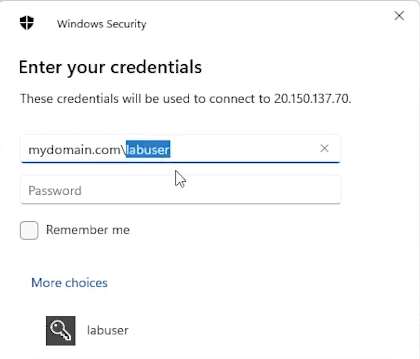 Windows Security
Enter your credentials
These credentials will be used to connect to 20.150.137.70.
mydomain.com\labuser
Password
Remember me
More choices
labuser